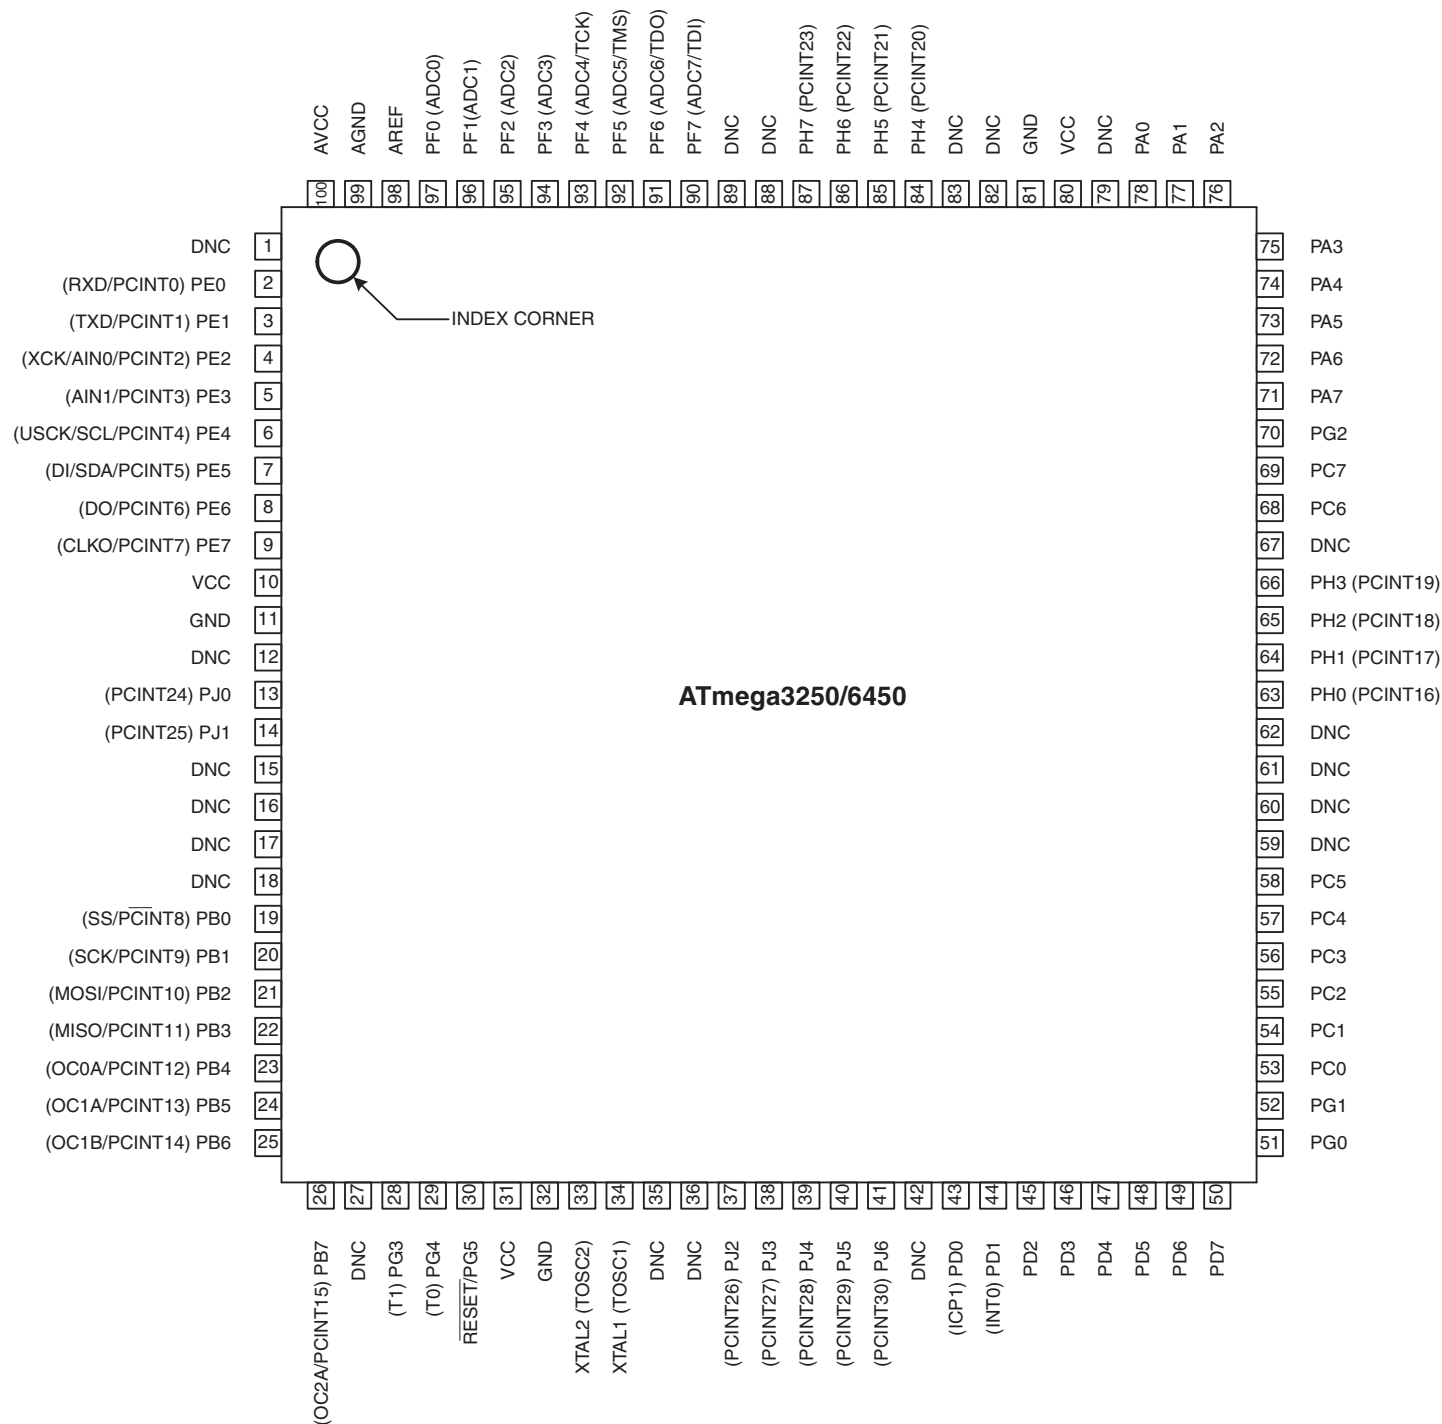 AVCC
AGND
AREF
PF0 (ADC0)
PF1(ADC1)
PF2 (ADC2)
PF3 (ADC3)
PF4 (ADC4/TCK)
PF5 (ADC5/TMS)
PF6 (ADC6/TDO)
PF7 (ADC7/TDI)
DNC
DNC
PH7 (PCINT23)
PH6 (PCINT22)
PH5 (PCINT21)
PH4 (PCINT20)
DNC
DNC
GND
VCC
DNC
PA0
PA1
PA2
100
99
98
97
96
95
94
93
92
91
90
89
88
87
86
85
84
83
82
81
80
79
78
77
76
DNC 1
(RXD/PCINT0) PE0 2
(TXD/PCINT1) PE1 3
(XCK/AIN0/PCINT2) PE2 4
(AIN1/PCINT3) PE3 5
(USCK/SCL/PCINT4) PE4 6
(DI/SDA/PCINT5) PE5 7
(DO/PCINT6) PE6 8
(CLKO/PCINT7) PE7 9
VCC 10
GND 11
DNC 12
(PCINT24) PJ0 13
(PCINT25) PJ1 14
DNC 15
DNC 16
DNC 17
DNC 18
(SS/PCINT8) PB0 19
(SCK/PCINT9) PB1 20
(MOSI/PCINT10) PB2 21
(MISO/PCINT11) PB3 22
(OC0A/PCINT12) PB4 23
(OC1A/PCINT13) PB5 24
(OC1B/PCINT14) PB6 25
INDEX CORNER
ATmega3250/6450
75 PA3
74 PA4
73 PA5
72 PA6
71 PA7
70 PG2
69 PC7
68 PC6
67 DNC
66 PH3 (PCINT19)
65 PH2 (PCINT18)
64 PH1 (PCINT17)
63 PH0 (PCINT16)
62 DNC
61 DNC
60 DNC
59 DNC
58 PC5
57 PC4
56 PC3
55 PC2
54 PC1
53 PC0
52 PG1
51 PG0
26
27
28
29
30
31
32
33
34
35
36
37
38
39
40
41
42
43
44
45
46
47
48
49
50
(OC2A/PCINT15) PB7
DNC
(T1) PG3
(T0) PG4
RESET/PG5
VCC
GND
XTAL2 (TOSC2)
XTAL1 (TOSC1)
DNC
DNC
(PCINT26) PJ2
(PCINT27) PJ3
(PCINT28) PJ4
(PCINT29) PJ5
(PCINT30) PJ6
DNC
(ICP1) PD0
(INT0) PD1
PD2
PD3
PD4
PD5
PD6
PD7